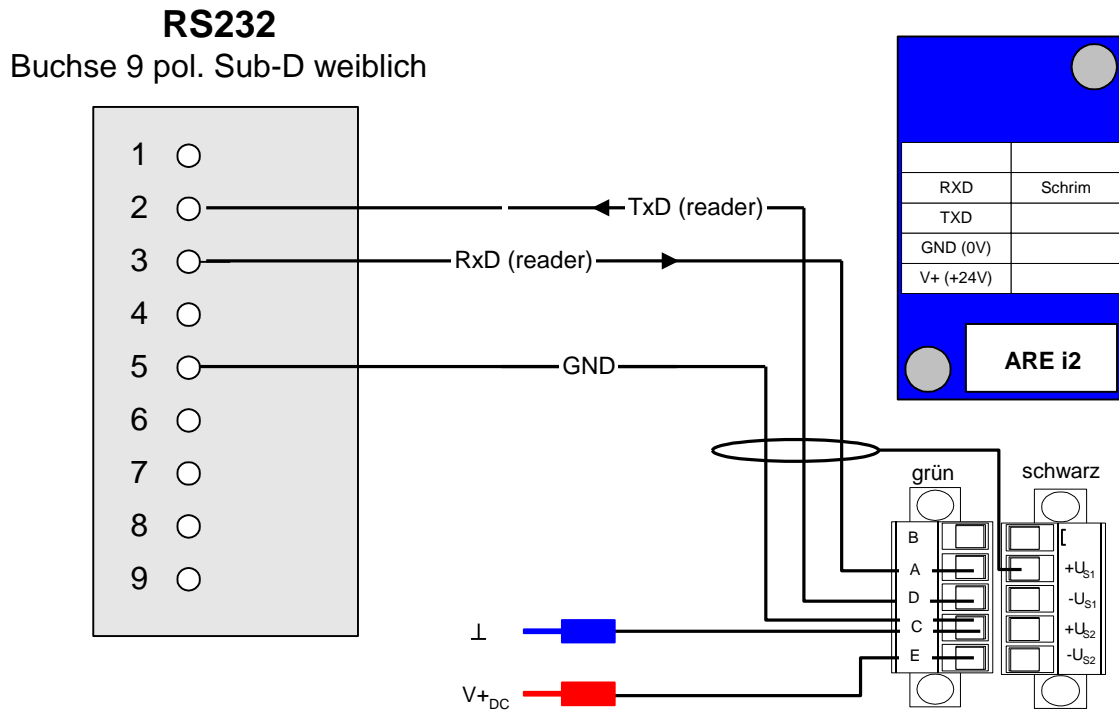 RS232
Buchse 9 pol. Sub-D weiblich
1
2
3
4
5
6
7
8
9
TxD (reader)
RxD (reader)
GND
RXD Schrim
TXD
GND (0V)
V+ (+24V)
ARE i2
grün schwarz
B [
A +US1
D -US1
C +US2
E -US2
⊥
V+DC